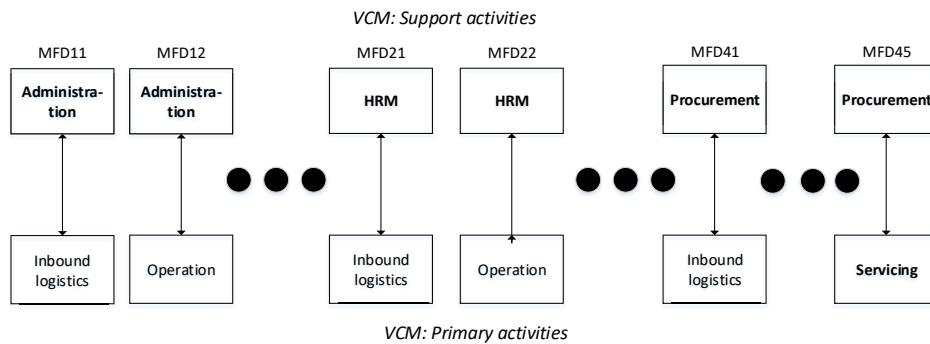 VCM: Support activities
MFD11 MFD12 MFD21 MFD22 MFD41 MFD45
Administra-
tion
Administra-
tion
HRM
HRM
Procurement
Procurement
Inbound
logistics
Operation
Inbound
logistics
Operation
Inbound
logistics
Servicing
VCM: Primary activities